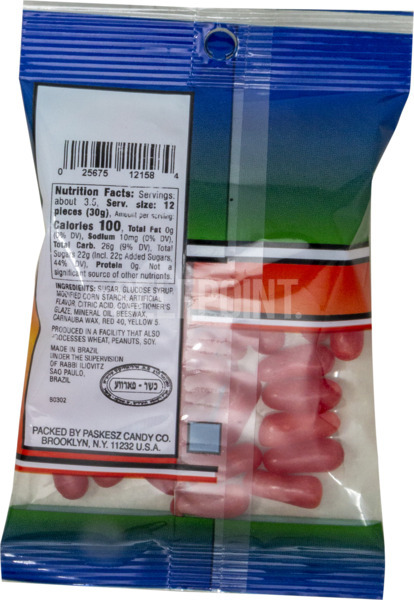 0 25675 12158 4
Nutrition Facts: Servings:
about 3.5, Serv. size: 12
pieces (30g), Amount per serving:
Calories 100, Total Fat 0g
(0% DV), Sodium 10mg (0% DV),
Total Carb. 26g (9% DV), Total
Sugars 22g (Incl. 22g Added Sugars,
44% DV), Protein 0g. Not a
significant source of other nutrients.
INGREDIENTS: SUGAR, GLUCOSE SYRUP,
MODIFIED CORN STARCH, ARTIFICIAL
FLAVOR, CITRIC ACID, CONFECTIONER'S
GLAZE, MINERAL OIL, BEESWAX,
CARNAUBA WAX, RED 40, YELLOW 5.
PRODUCED IN A FACILITY THAT ALSO
PROCESSES WHEAT, PEANUTS, SOY.
MADE IN BRAZIL
UNDER THE SUPERVISION
OF RABBI ILIOVITZ
SAO PAULO,
BRAZIL
כשר - פארווע
80302
PACKED BY PASKESZ CANDY CO.
BROOKLYN, N.Y. 11232 U.S.A.